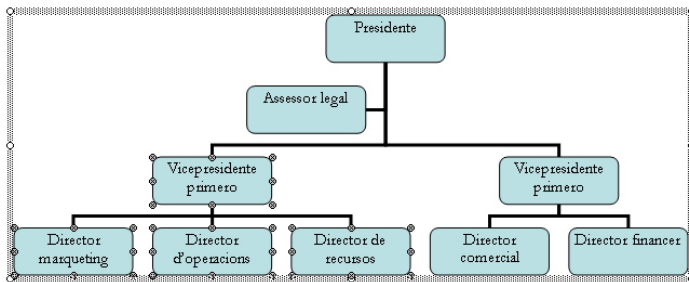 Presidente
Assessor legal
Vicepresidente
primero
Vicepresidente
primero
Director
marqueting
Director
d'operacions
Director de
recursos
Director
comercial
Director financer